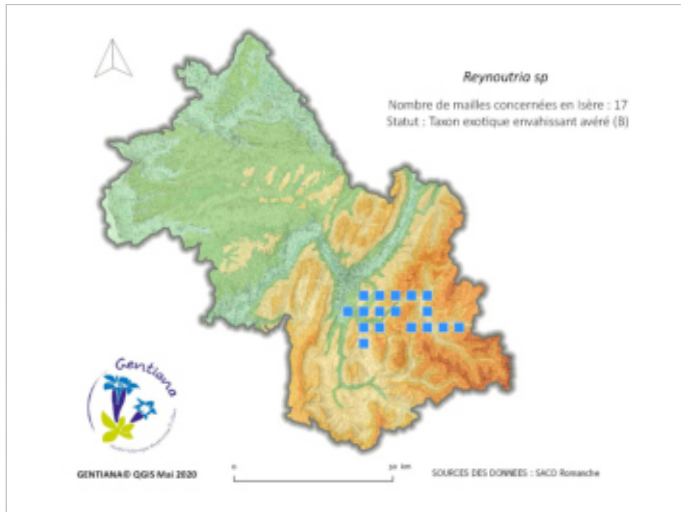 Reynoutria sp
Nombre de mailles concernées en Isère : 17
Statut : Taxon exotique envahissant avéré (B)
Gentiana
GENTIANA© QGIS Mai 2020
0
km
SOURCES DES DONNEES : SACO Romanche